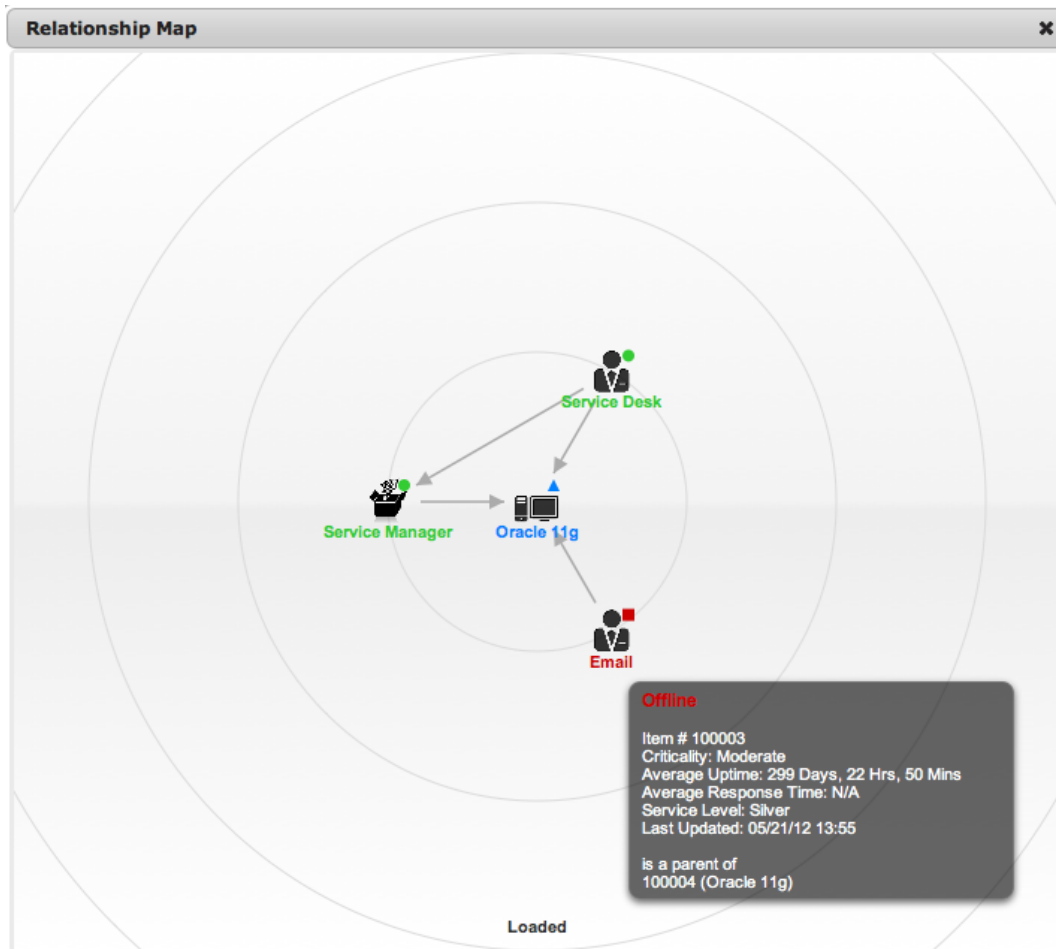 Relationship Map
Service Desk
Service Manager
Oracle 11g
Email
Offline
Item # 100003
Criticality: Moderate
Average Uptime: 299 Days, 22 Hrs, 50 Mins
Average Response Time: N/A
Service Level: Silver
Last Updated: 05/21/12 13:55
is a parent of
100004 (Oracle 11g)
Loaded